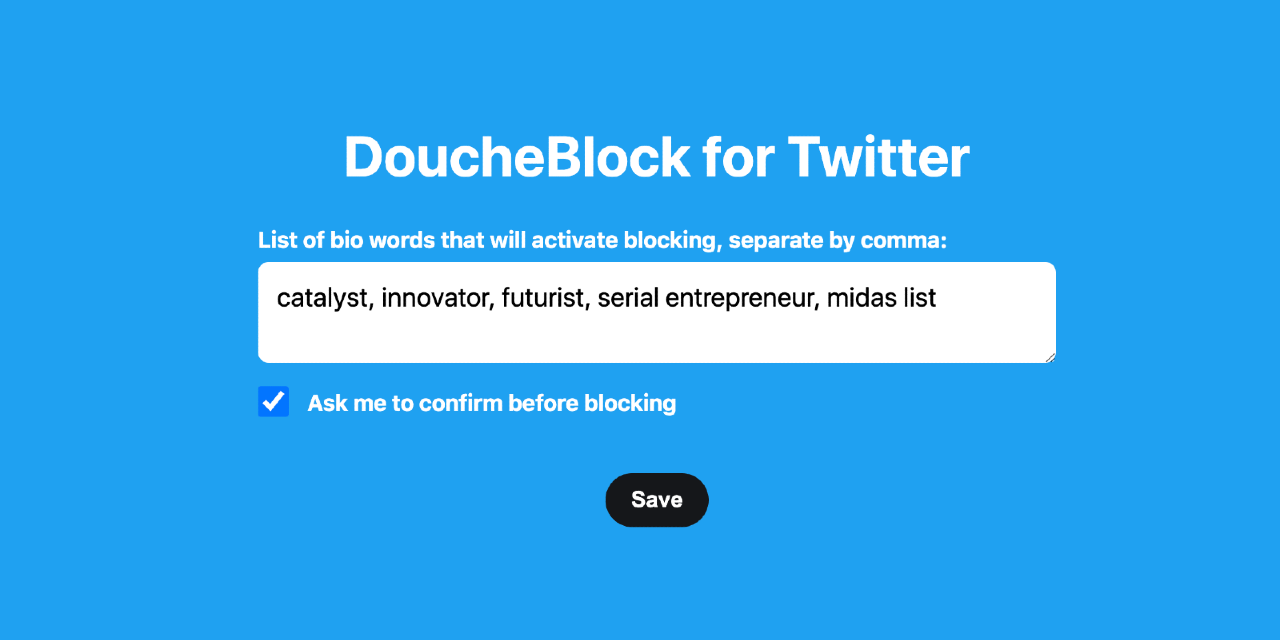 DoucheBlock for Twitter
List of bio words that will activate blocking, separate by comma:
catalyst, innovator, futurist, serial entrepreneur, midas list
Ask me to confirm before blocking
Save